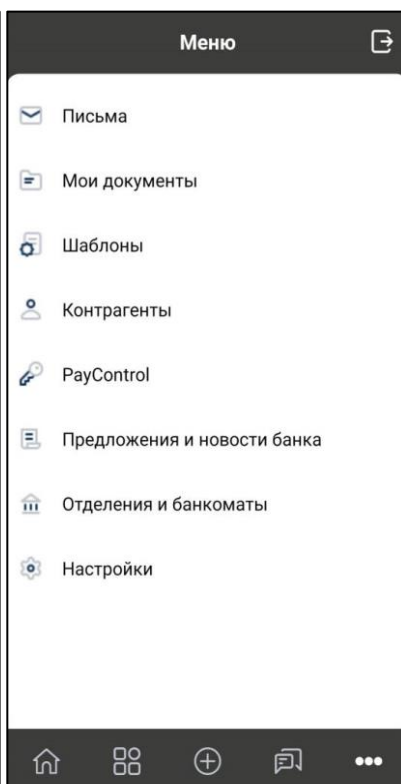 Меню
Письма
Мои документы
Шаблоны
Контрагенты
PayControl
Предложения и новости банка
Отделения и банкоматы
Настройки